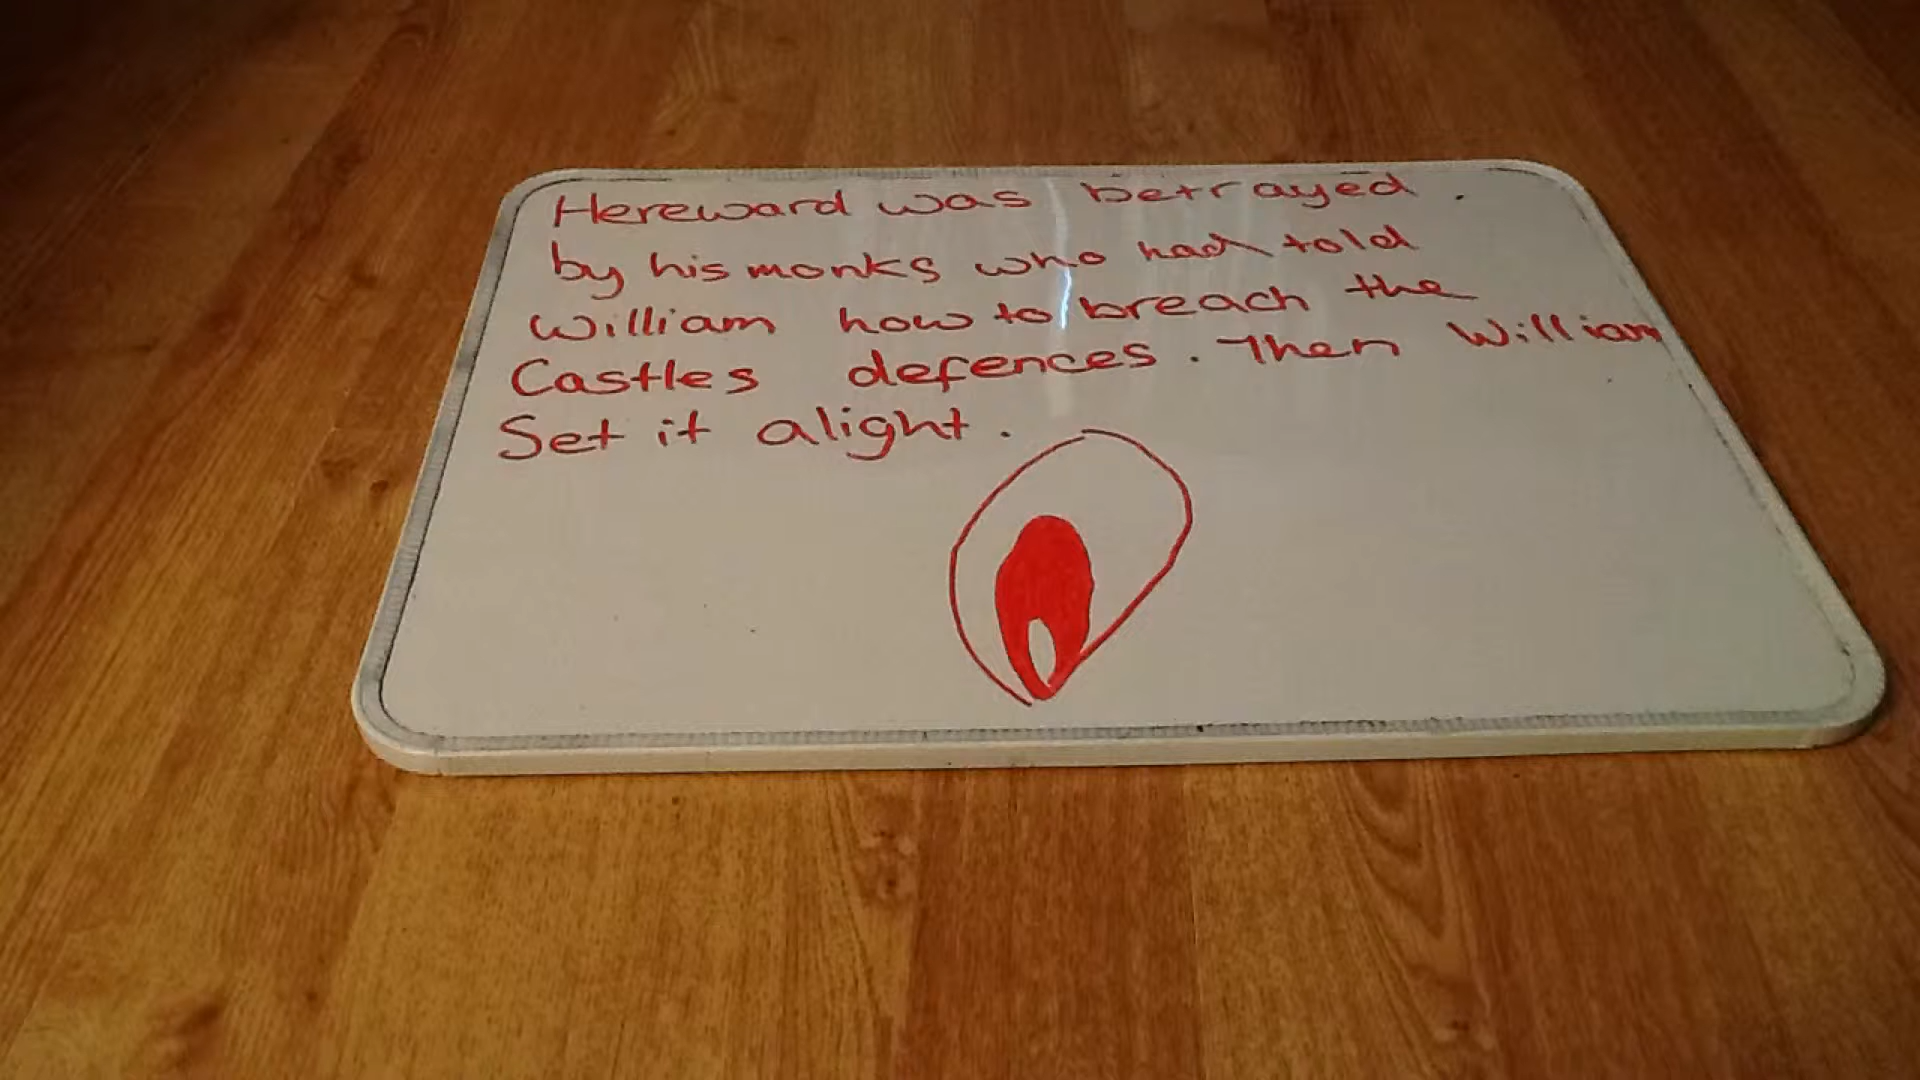 Hereward was betrayed.
by his monks who had told
William how to breach the
Castles defences. Then William
Set it alight.